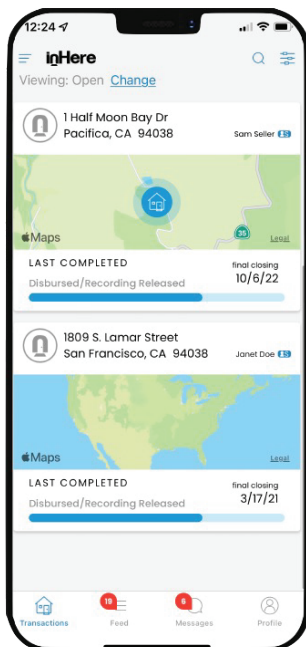 12:24
inHere
Viewing: Open Change
1 Half Moon Bay Dr
Pacifica, CA 94038
Sam Seller
35
Maps
Legal
LAST COMPLETED
final closing
Disbursed/Recording Released
10/6/22
1809 S. Lamar Street
San Francisco, CA 94038
Janet Doe
Maps
Legal
LAST COMPLETED
final closing
Disbursed/Recording Released
3/17/21
19
6
Transactions
Feed
Messages
Profile